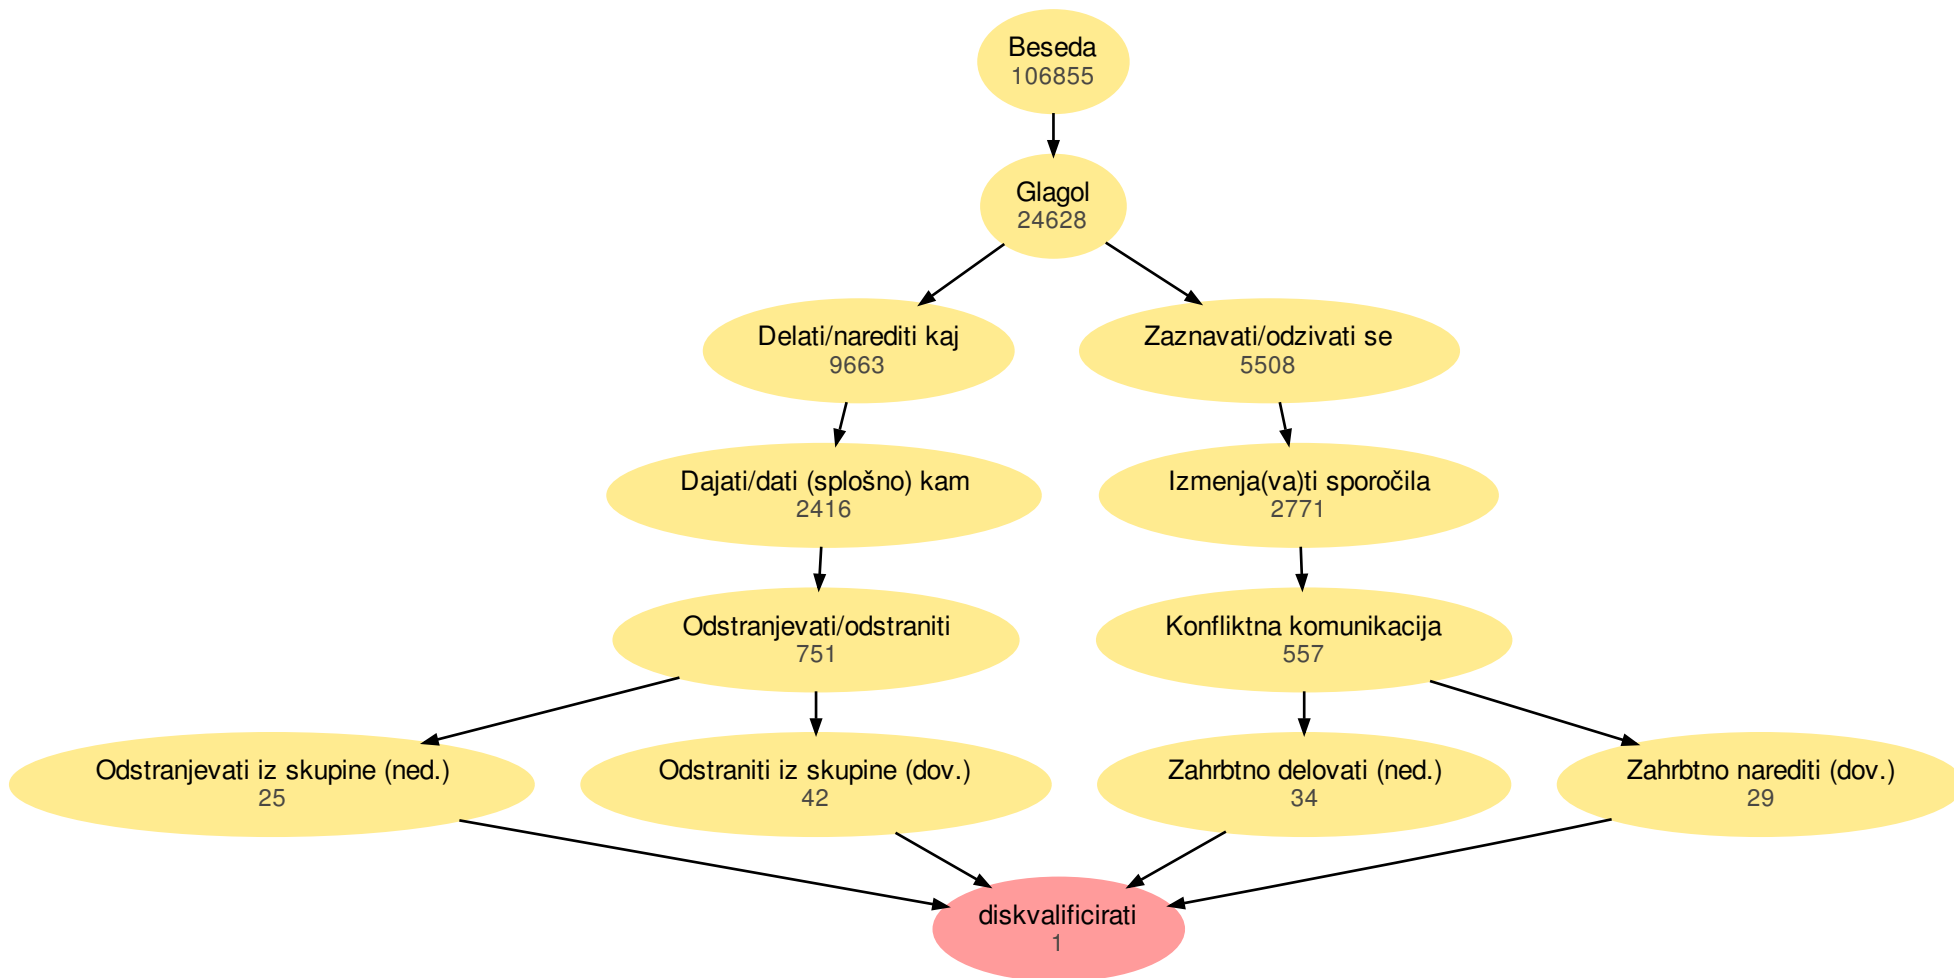 Beseda
106855
Glagol
24628
Delati/narediti kaj
9663
Zaznavati/odzivati se
5508
Dajati/dati (splošno) kam
2416
Izmenja(va)ti sporočila
2771
Odstranjevati/odstraniti
751
Konfliktna komunikacija
557
Odstranjevati iz skupine (ned.)
25
Odstraniti iz skupine (dov.)
42
Zahrbtno delovati (ned.)
34
Zahrbtno narediti (dov.)
29
diskvalificirati
1